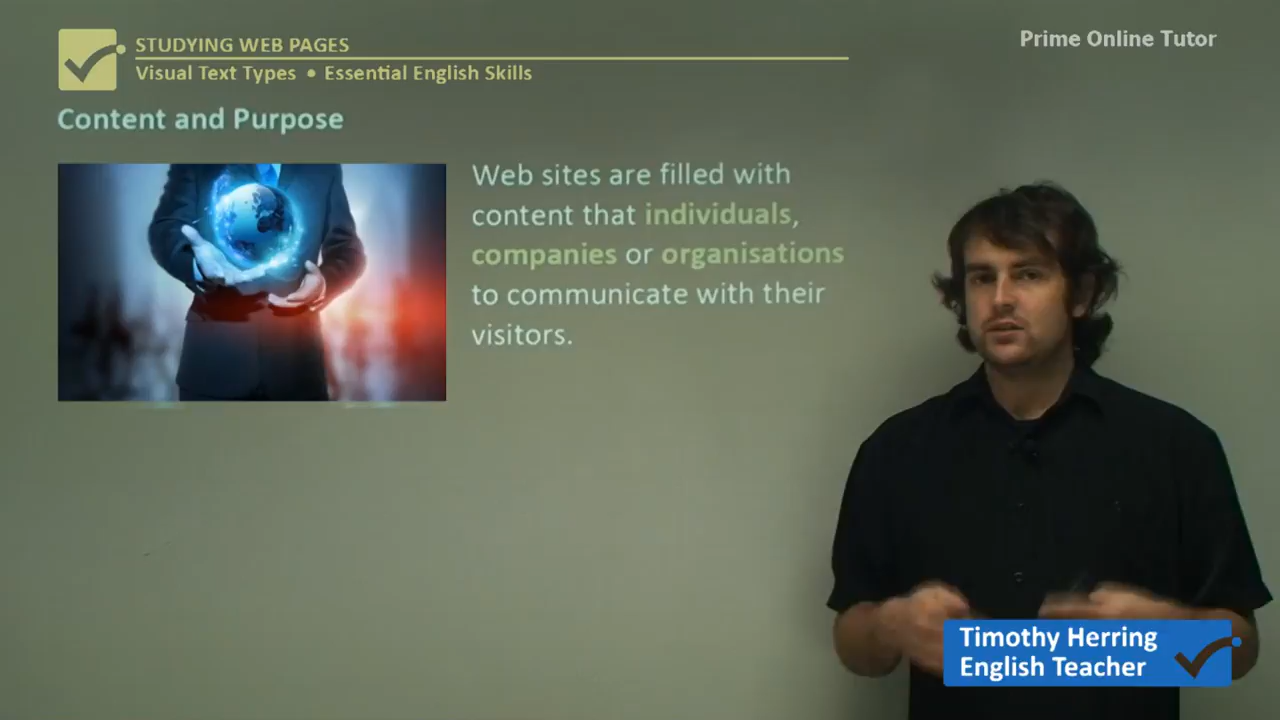 STUDYING WEB PAGES
Visual Text Types • Essential English Skills
Prime Online Tutor
Content and Purpose
Web sites are filled with
content that individuals,
companies or organisations
to communicate with their
visitors.
Timothy Herring
English Teacher